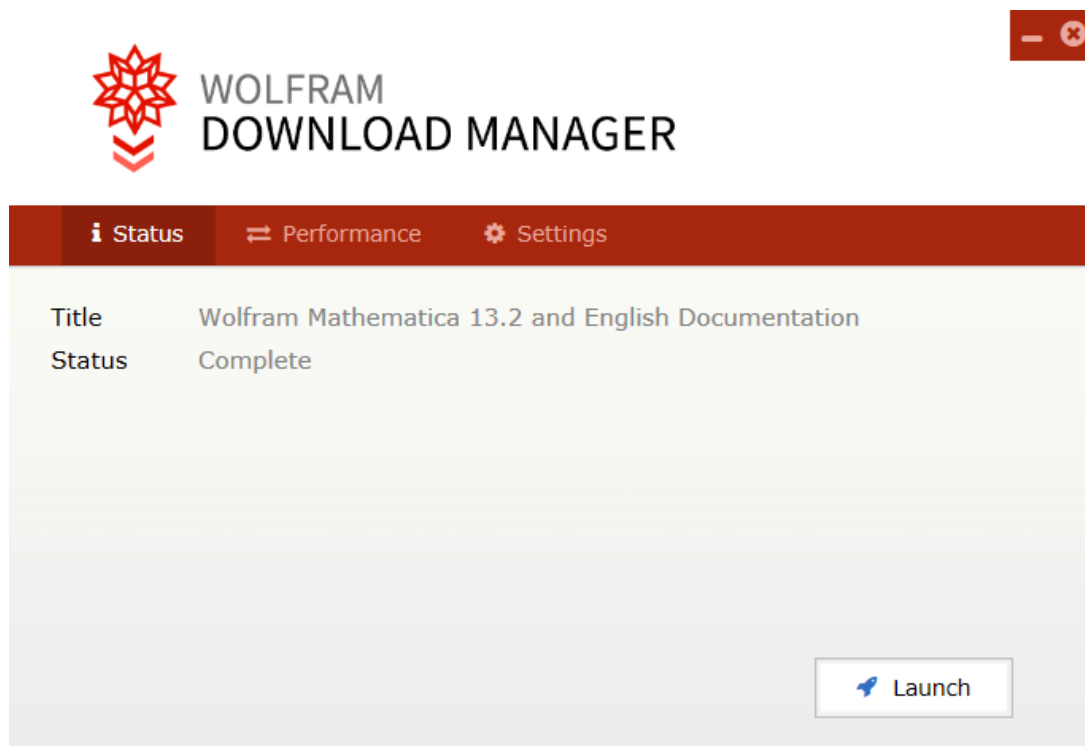 WOLFRAM
DOWNLOAD MANAGER
Status Performance Settings
Title Wolfram Mathematica 13.2 and English Documentation
Status Complete
Launch